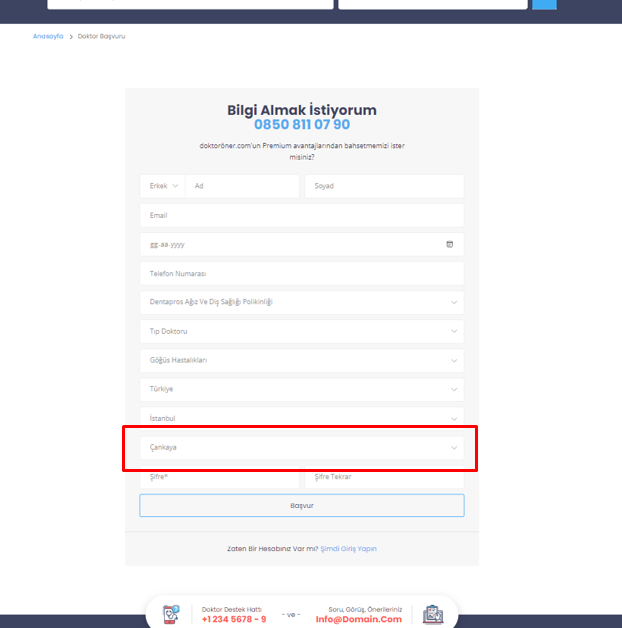 Anasayfa > Doktor Başvuru
Bilgi Almak İstiyorum
0850 811 07 90
doktoröner.com'un Premium avantajlarından bahsetmemizi ister
misiniz?
Erkek Ad Soyad
Email
gg.aa.yyyy
Telefon Numarası
Dentapros Ağız Ve Diş Sağlığı Polikinliği
Tıp Doktoru
Göğüs Hastalıkları
Türkiye
İstanbul
Çankaya
Şifre* Şifre Tekrar
Başvur
Zaten Bir Hesabınız Var mı? Şimdi Giriş Yapın
Doktor Destek Hattı
+1 234 5678 - 9
- ve -
Soru, Görüş, Önerileriniz
Info@Domain.Com